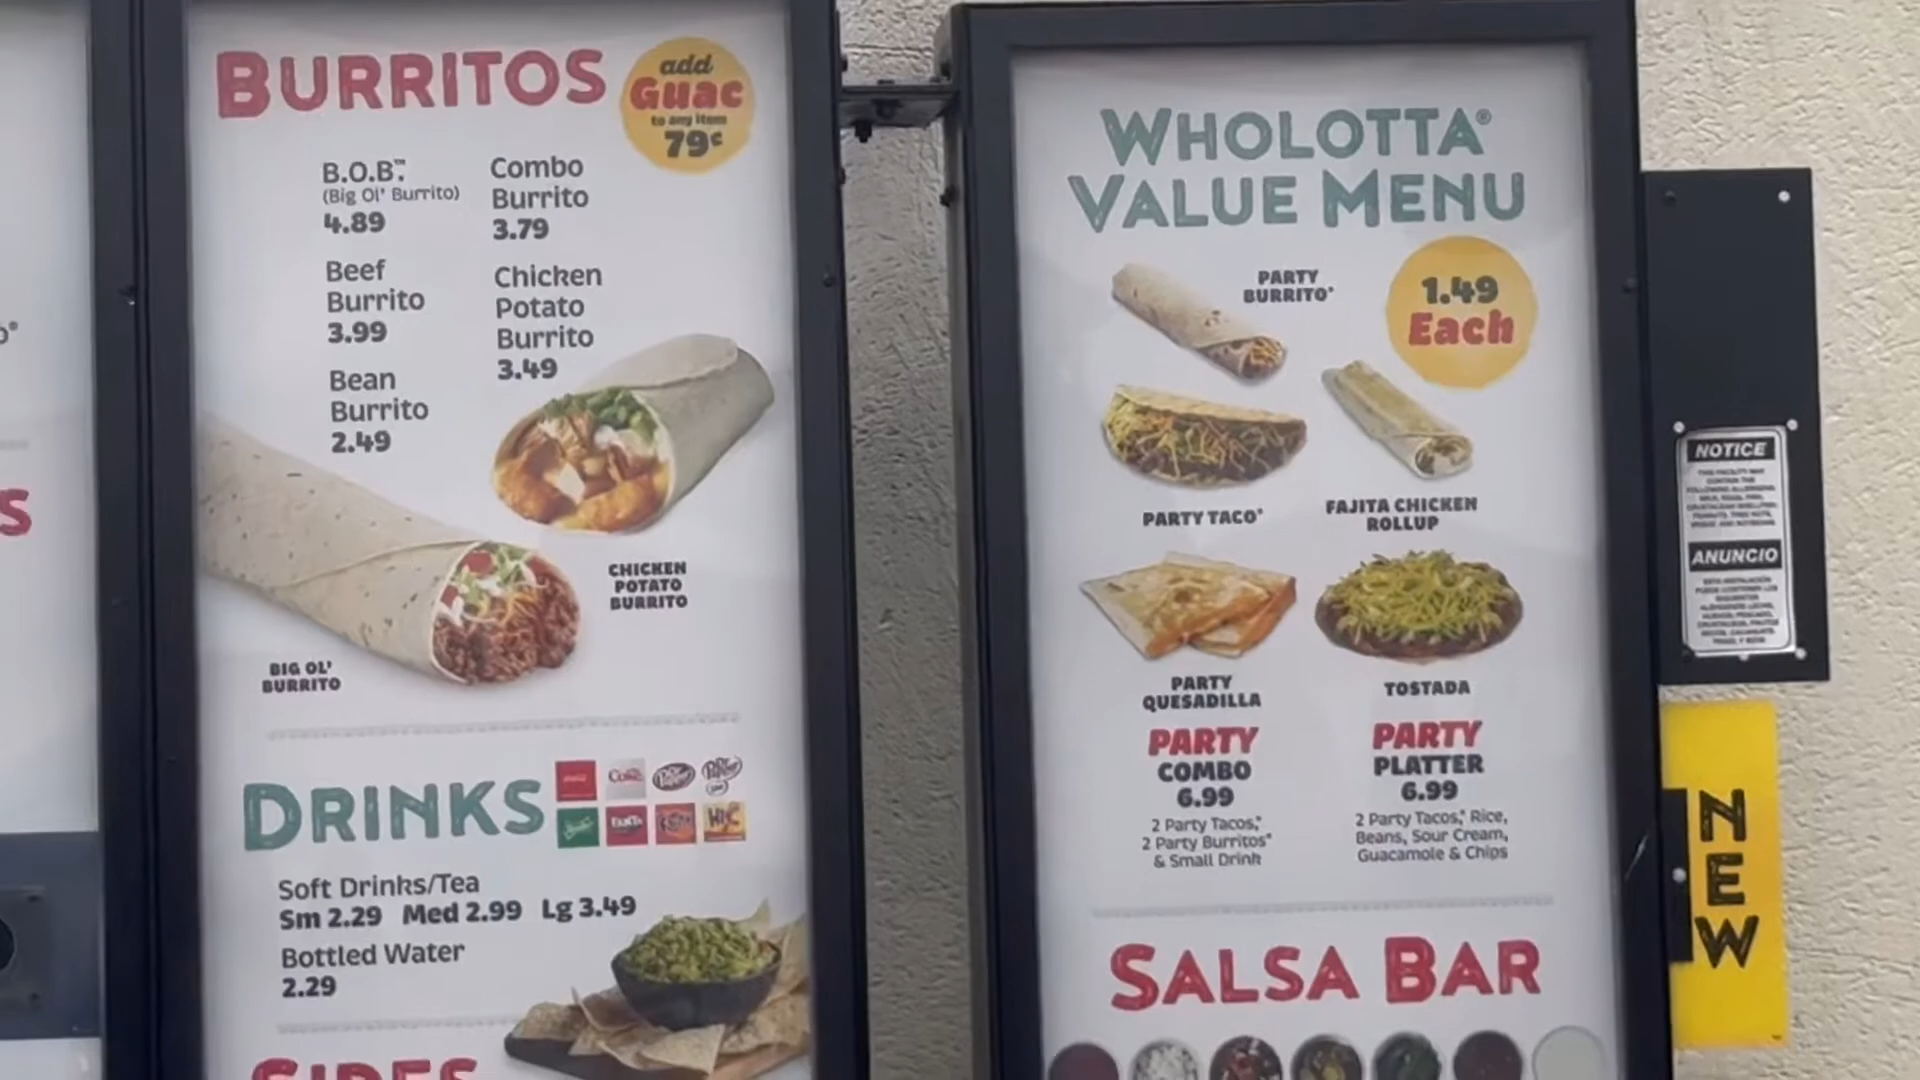 BURRITOS
add
Guac
to any item
79¢
B.O.B.™
(Big Ol' Burrito)
4.89
Beef
Burrito
3.99
Bean
Burrito
2.49
Combo
Burrito
3.79
Chicken
Potato
Burrito
3.49
CHICKEN
POTATO
BURRITO
BIG OL'
BURRITO
DRINKS
Coke
Dr Pepper
FANTA
Soft Drinks/Tea
Sm 2.29 Med 2.99 Lg 3.49
Bottled Water
2.29
SIDES
WHOLOTTA®
VALUE MENU
1.49
Each
PARTY
BURRITO®
PARTY TACO®
FAJITA CHICKEN
ROLLUP
PARTY
QUESADILLA
TOSTADA
PARTY
COMBO
6.99
2 Party Tacos,®
2 Party Burritos®
& Small Drink
PARTY
PLATTER
6.99
2 Party Tacos,® Rice,
Beans, Sour Cream,
Guacamole & Chips
SALSA BAR
NOTICE
ANUNCIO
NEW